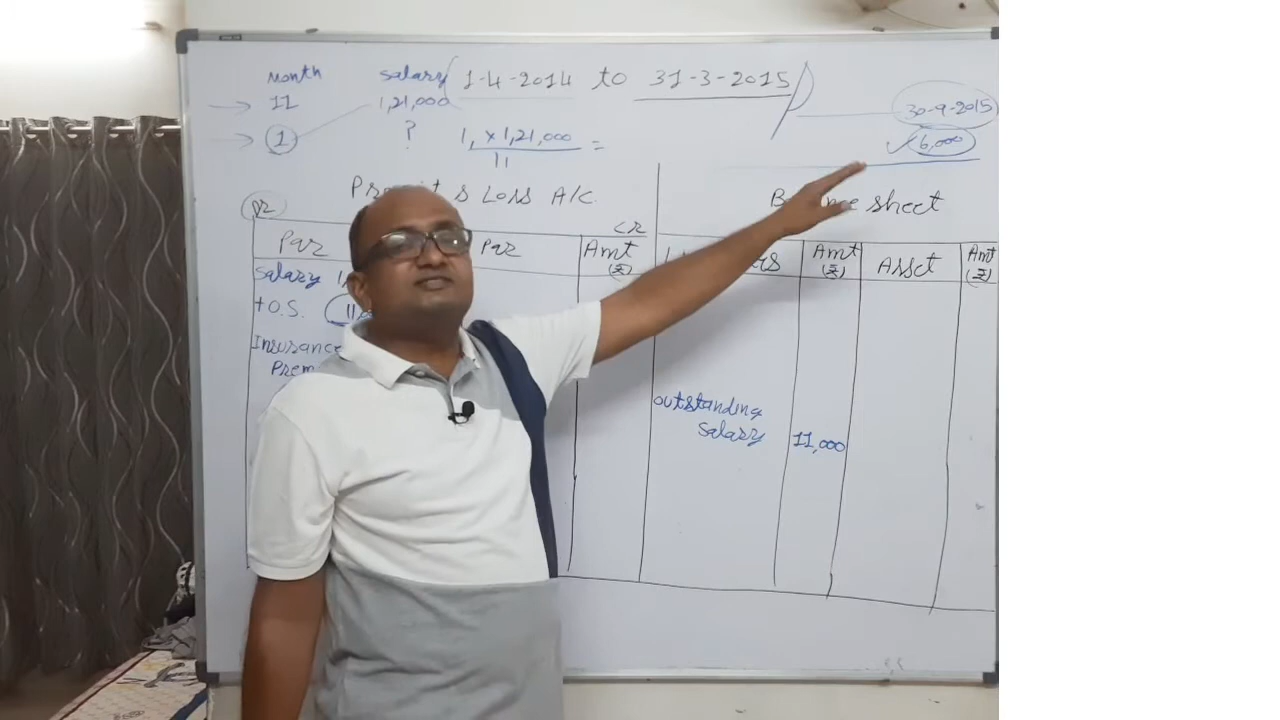 Month salary 1-4-2014 to 31-3-2015
11 1,21,000 30-9-2015
1 ? 1 × 1,21,000 = 6,000
11
& Loss A/C Balance sheet
Dr Cr
Par Par Amt Amt Asset Amt
(₹) (₹) (₹)
Salary
+O.S.
Insurance
Prem
outstanding
salary 11,000